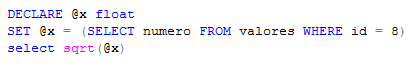 DECLARE @x float
SET @x = (SELECT numero FROM valores WHERE id = 8)
select sqrt(@x)